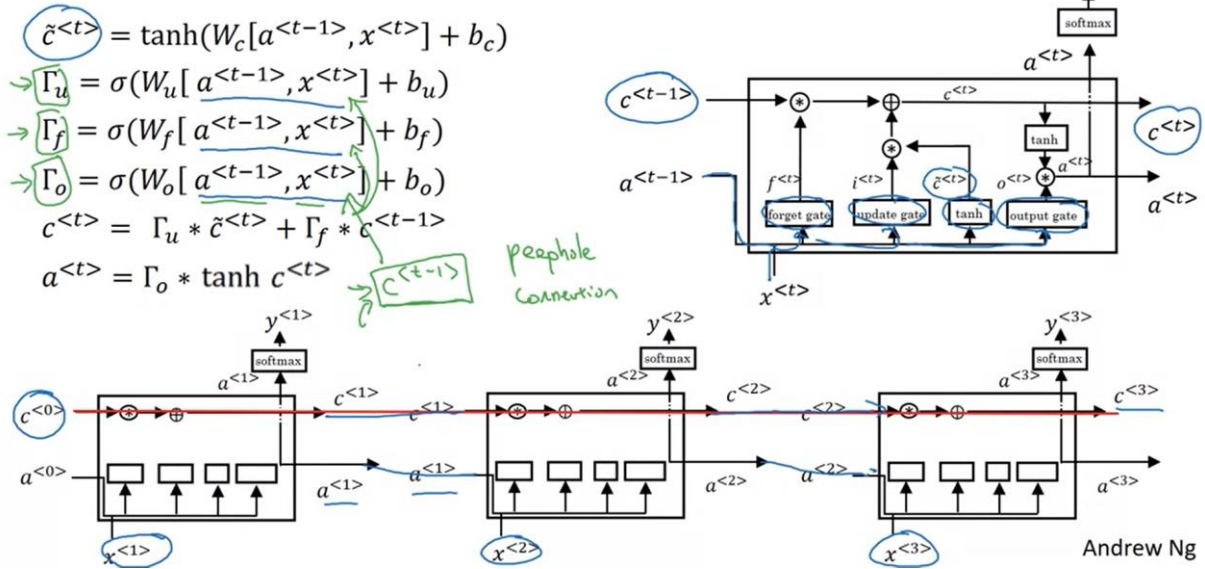 c̃<t> = tanh(W_c[a<t−1>, x<t>] + b_c)
Γ_u = σ(W_u[ a<t−1>, x<t>] + b_u)
Γ_f = σ(W_f[ a<t−1>, x<t>] + b_f)
Γ_o = σ(W_o[ a<t−1>, x<t>] + b_o)
c<t> = Γ_u * c̃<t> + Γ_f * c<t−1>
a<t> = Γ_o * tanh c<t>
c<t-1>
c
peephole
connection
softmax
a<t>
c<t−1> c<t> c<t>
tanh
a<t−1> f<t> i<t> c̃<t> o<t> a<t> a<t>
forget gate update gate tanh output gate
x<t>
y<1> y<2> y<3>
softmax softmax softmax
a<1> a<2> a<3>
c<0> c<1> c<1> c<2> c<2> c<3>
* ⊕ * ⊕ * ⊕
a<0> a<1> a<1> a<2> a<2> a<3>
x<1> x<2> x<3>
Andrew Ng